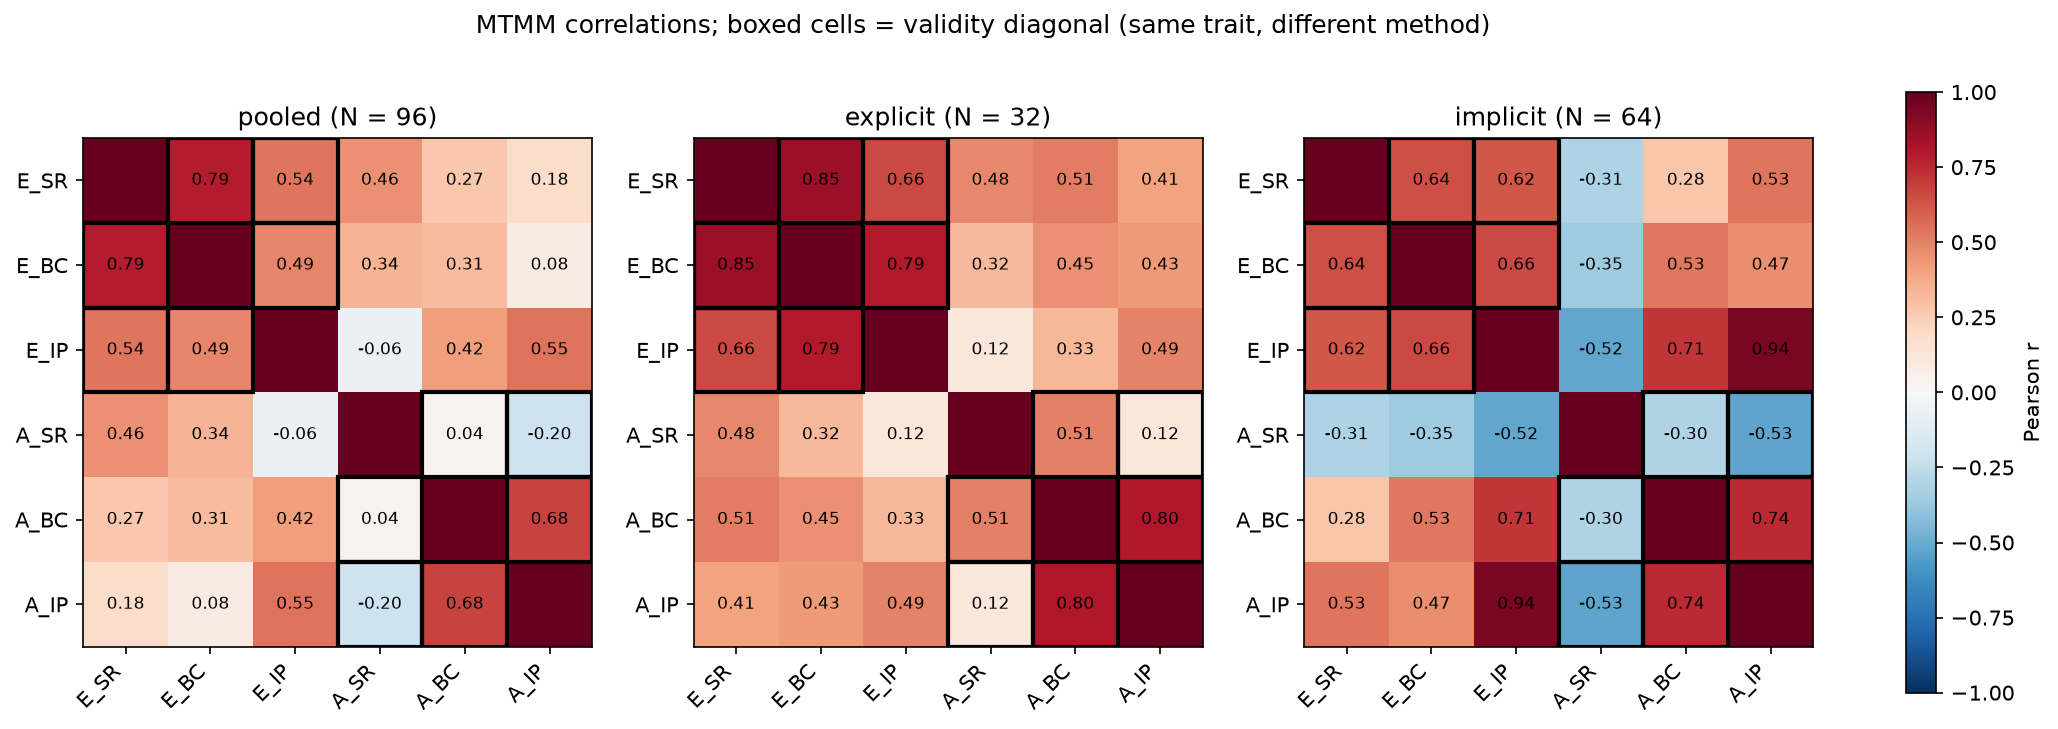 MTMM correlations; boxed cells = validity diagonal (same trait, different method)
pooled (N = 96)
E_SR 0.79 0.54 0.46 0.27 0.18
E_BC 0.79 0.49 0.34 0.31 0.08
E_IP 0.54 0.49 -0.06 0.42 0.55
A_SR 0.46 0.34 -0.06 0.04 -0.20
A_BC 0.27 0.31 0.42 0.04 0.68
A_IP 0.18 0.08 0.55 -0.20 0.68
E_SR E_BC E_IP A_SR A_BC A_IP
explicit (N = 32)
E_SR 0.85 0.66 0.48 0.51 0.41
E_BC 0.85 0.79 0.32 0.45 0.43
E_IP 0.66 0.79 0.12 0.33 0.49
A_SR 0.48 0.32 0.12 0.51 0.12
A_BC 0.51 0.45 0.33 0.51 0.80
A_IP 0.41 0.43 0.49 0.12 0.80
E_SR E_BC E_IP A_SR A_BC A_IP
implicit (N = 64)
E_SR 0.64 0.62 -0.31 0.28 0.53
E_BC 0.64 0.66 -0.35 0.53 0.47
E_IP 0.62 0.66 -0.52 0.71 0.94
A_SR -0.31 -0.35 -0.52 -0.30 -0.53
A_BC 0.28 0.53 0.71 -0.30 0.74
A_IP 0.53 0.47 0.94 -0.53 0.74
E_SR E_BC E_IP A_SR A_BC A_IP
1.00
0.75
0.50
0.25
0.00
−0.25
−0.50
−0.75
−1.00
Pearson r